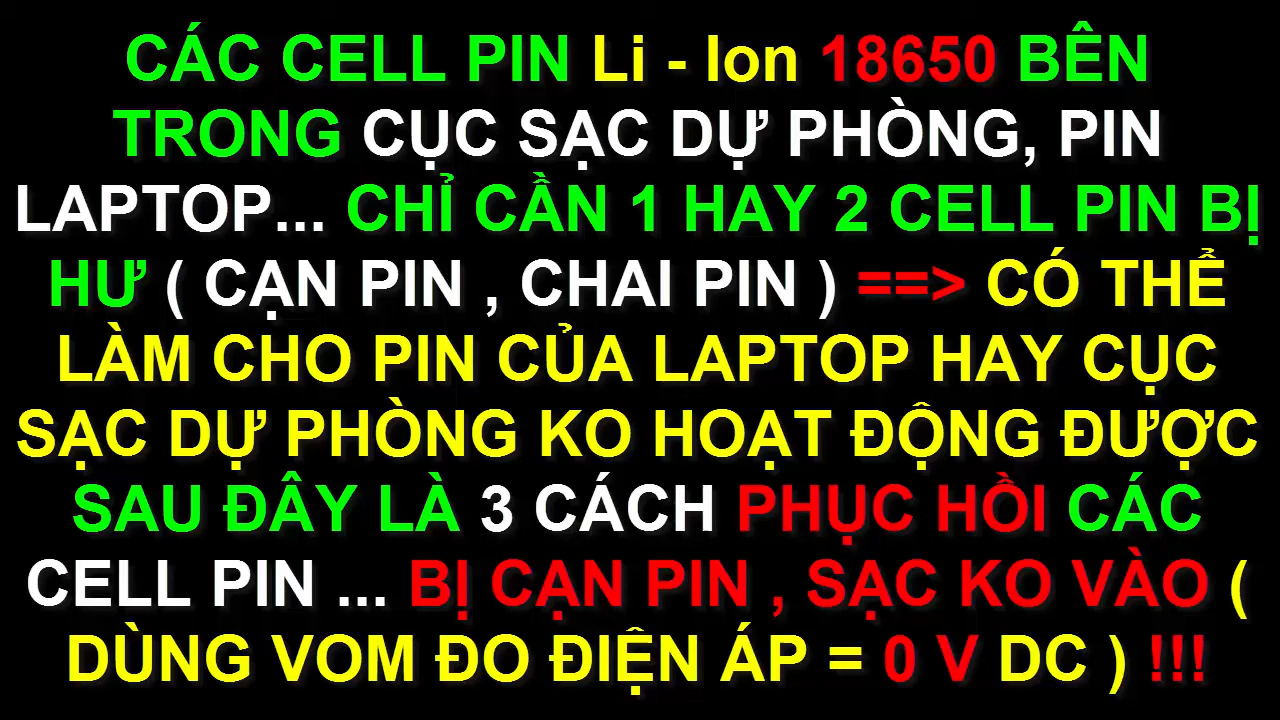 CÁC CELL PIN Li - Ion 18650 BÊN
TRONG CỤC SẠC DỰ PHÒNG, PIN
LAPTOP... CHỈ CẦN 1 HAY 2 CELL PIN BỊ
HƯ ( CẠN PIN , CHAI PIN ) ==> CÓ THỂ
LÀM CHO PIN CỦA LAPTOP HAY CỤC
SẠC DỰ PHÒNG KO HOẠT ĐỘNG ĐƯỢC
SAU ĐÂY LÀ 3 CÁCH PHỤC HỒI CÁC
CELL PIN ... BỊ CẠN PIN , SẠC KO VÀO (
DÙNG VOM ĐO ĐIỆN ÁP = 0 V DC ) !!!